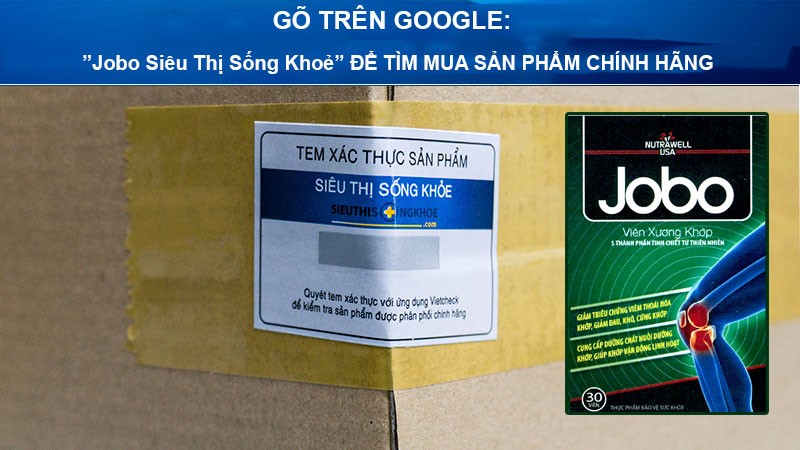 GÕ TRÊN GOOGLE:
”Jobo Siêu Thị Sống Khoẻ” ĐỂ TÌM MUA SẢN PHẨM CHÍNH HÃNG
TEM XÁC THỰC SẢN PHẨM
SIÊU THỊ SỐNG KHỎE
SIEUTHISONGKHOE
.com
Quyét tem xác thực với ứng dụng Vietcheck
để kiểm tra sản phẩm được phân phối chính hãng
NUTRAWELL
USA
Jobo
Viên Xương Khớp
5 THÀNH PHẦN TINH CHIẾT TỪ THIÊN NHIÊN
GIẢM TRIỆU CHỨNG VIÊM THOÁI HÓA
KHỚP, GIẢM ĐAU, KHÔ, CỨNG KHỚP
CUNG CẤP DƯỠNG CHẤT NUÔI DƯỠNG
KHỚP, GIÚP KHỚP VẬN ĐỘNG LINH HOẠT
30
VIÊN
THỰC PHẨM BẢO VỆ SỨC KHỎE